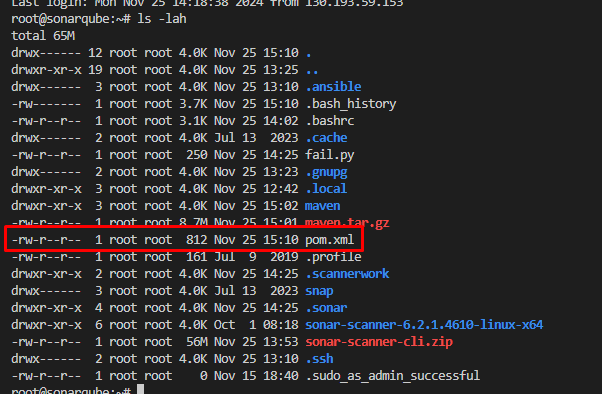 Last login: Mon Nov 25 14:18:38 2024 from 130.193.59.153
root@sonarqube:~# ls -lah
total 65M
drwx------ 12 root root 4.0K Nov 25 15:10 .
drwxr-xr-x 19 root root 4.0K Nov 25 13:25 ..
drwx------  3 root root 4.0K Nov 25 13:10 .ansible
-rw-------  1 root root 3.7K Nov 25 15:10 .bash_history
-rw-r--r--  1 root root 3.1K Nov 25 14:02 .bashrc
drwx------  2 root root 4.0K Jul 13  2023 .cache
-rw-r--r--  1 root root  250 Nov 25 14:25 fail.py
drwx------  2 root root 4.0K Nov 25 13:23 .gnupg
drwxr-xr-x  3 root root 4.0K Nov 25 12:42 .local
drwxr-xr-x  3 root root 4.0K Nov 25 15:02 maven
-rw-r--r--  1 root root 8.7M Nov 25 15:01 maven.tar.gz
-rw-r--r--  1 root root  812 Nov 25 15:10 pom.xml
-rw-r--r--  1 root root  161 Jul  9  2019 .profile
drwxr-xr-x  2 root root 4.0K Nov 25 14:25 .scannerwork
drwx------  3 root root 4.0K Jul 13  2023 snap
drwxr-xr-x  4 root root 4.0K Nov 25 14:25 .sonar
drwxr-xr-x  6 root root 4.0K Oct  1 08:18 sonar-scanner-6.2.1.4610-linux-x64
-rw-r--r--  1 root root  56M Nov 25 13:53 sonar-scanner-cli.zip
drwx------  2 root root 4.0K Nov 25 13:10 .ssh
-rw-r--r--  1 root root    0 Nov 15 18:40 .sudo_as_admin_successful
root@sonarqube:~#